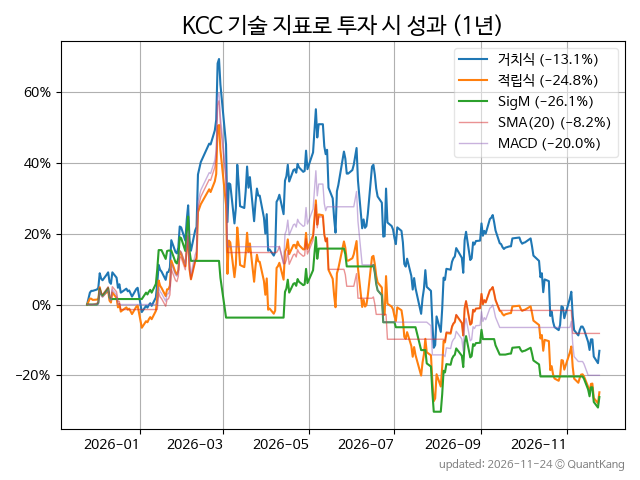 KCC 기술 지표로 투자 시 성과 (1년)
거치식 (−13.1%)
적립식 (−24.8%)
SigM (−26.1%)
SMA(20) (−8.2%)
MACD (−20.0%)
60%
40%
20%
0%
−20%
2026-01 2026-03 2026-05 2026-07 2026-09 2026-11
updated: 2026-11-24 © QuantKang